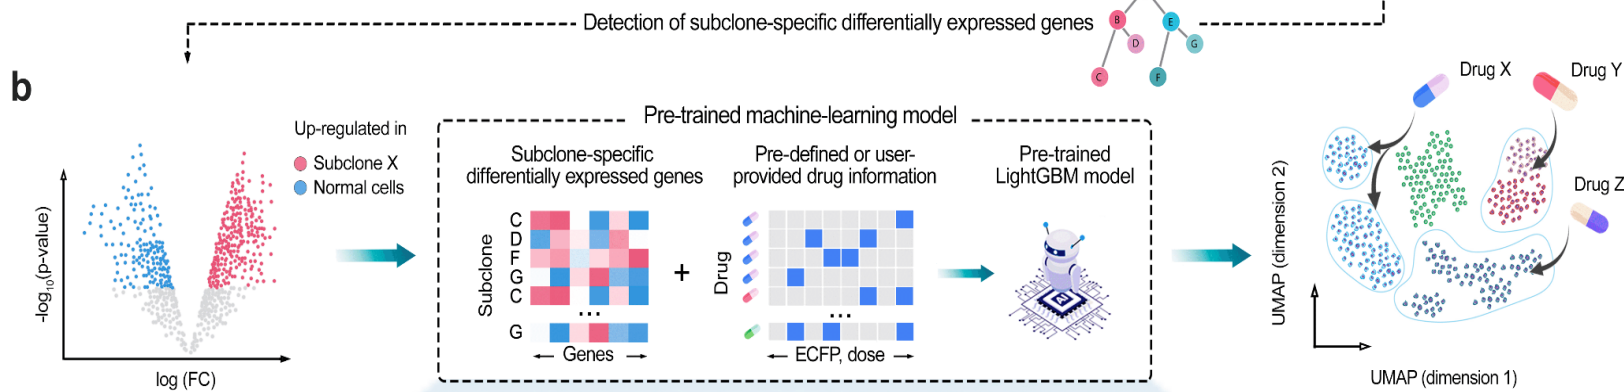 Detection of subclone-specific differentially expressed genes
B
E
D
G
C
F
b
Up-regulated in
Subclone X
Normal cells
-log10(p-value)
log (FC)
Pre-trained machine-learning model
Subclone-specific
differentially expressed genes
Subclone
C
D
F
G
C
...
G
Genes
+
Pre-defined or user-
provided drug information
Drug
...
ECFP, dose
Pre-trained
LightGBM model
AI
Drug X
Drug Y
Drug Z
UMAP (dimension 2)
UMAP (dimension 1)